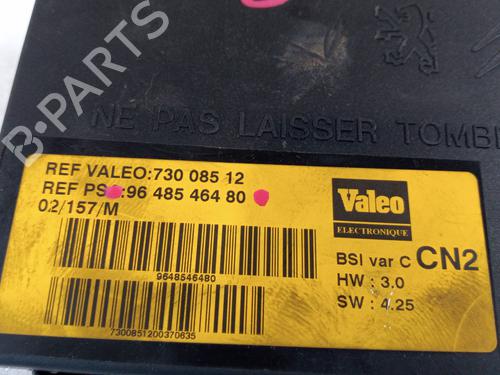 NE PAS LAISSER TOMBE
REF VALEO:730 085 12
REF PS :96 485 464 80
02/157/M
9648546480
7300851200370635
Valeo
ELECTRONIQUE
BSI var C CN2
HW : 3.0
SW : 4.25
B-PARTS